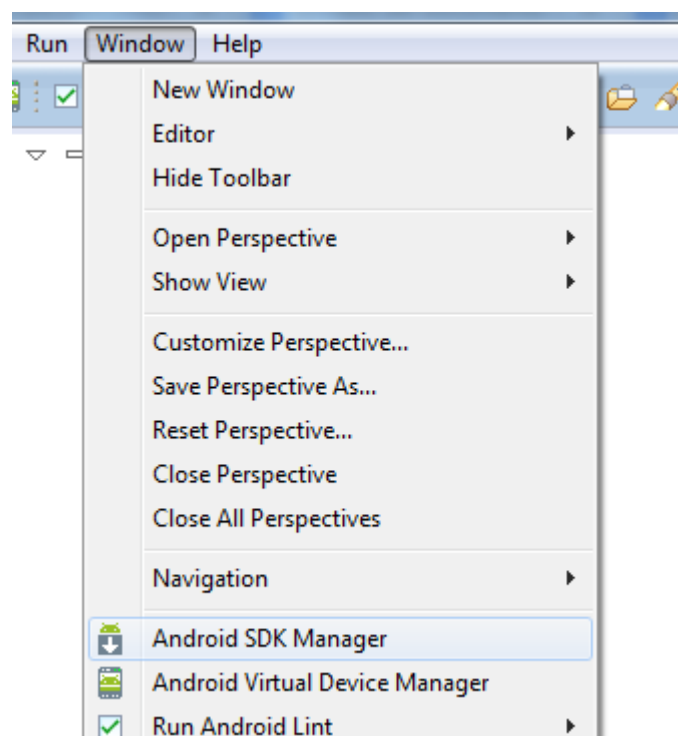 Run Window Help
New Window
Editor
Hide Toolbar
Open Perspective
Show View
Customize Perspective...
Save Perspective As...
Reset Perspective...
Close Perspective
Close All Perspectives
Navigation
Android SDK Manager
Android Virtual Device Manager
Run Android Lint